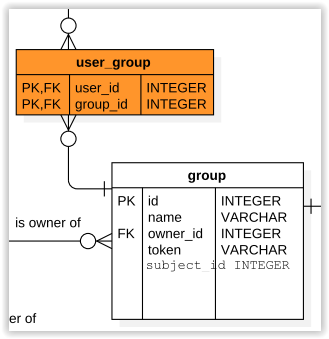 user_group
PK,FK user_id INTEGER
PK,FK group_id INTEGER
group
PK id INTEGER
name VARCHAR
is owner of
FK owner_id INTEGER
token VARCHAR
subject_id INTEGER
er of